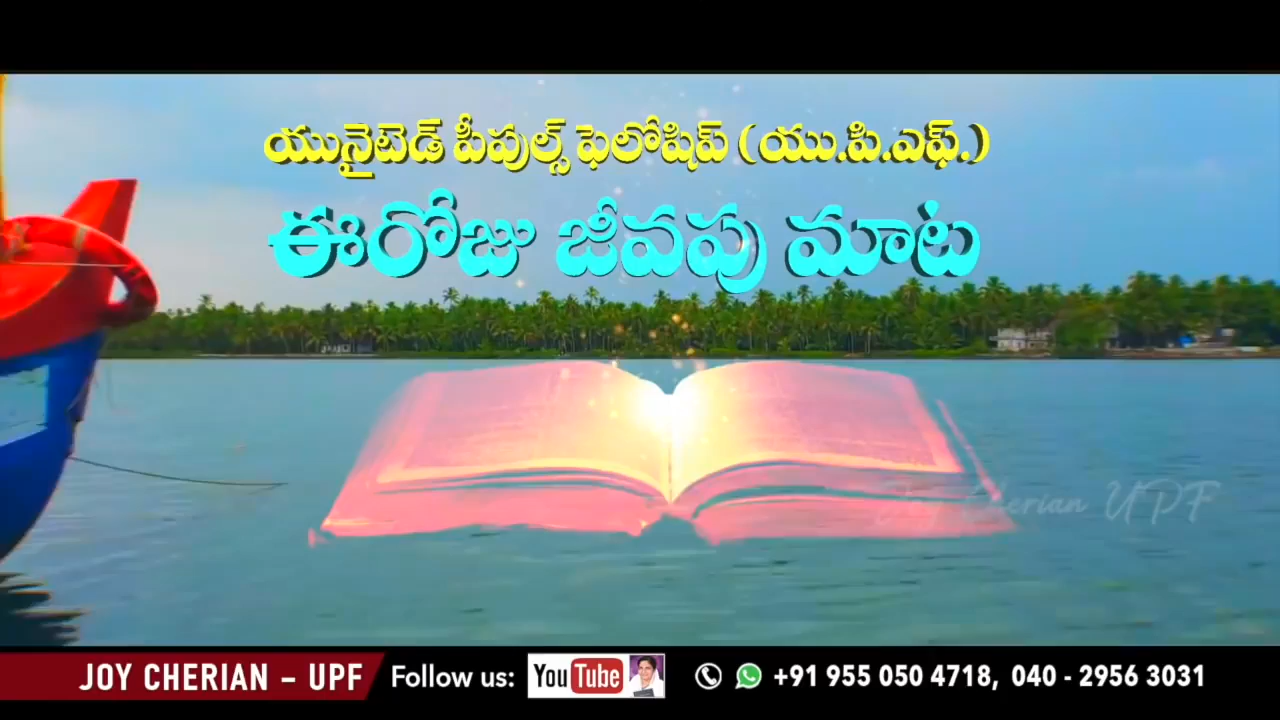 యునైటెడ్ పీపుల్స్ ఫెలోషిప్ (యు.పి.ఎఫ్.)
ఈరోజు జీవపు మాట
Joy Cherian UPF
JOY CHERIAN – UPF Follow us: YouTube +91 955 050 4718, 040 - 2956 3031